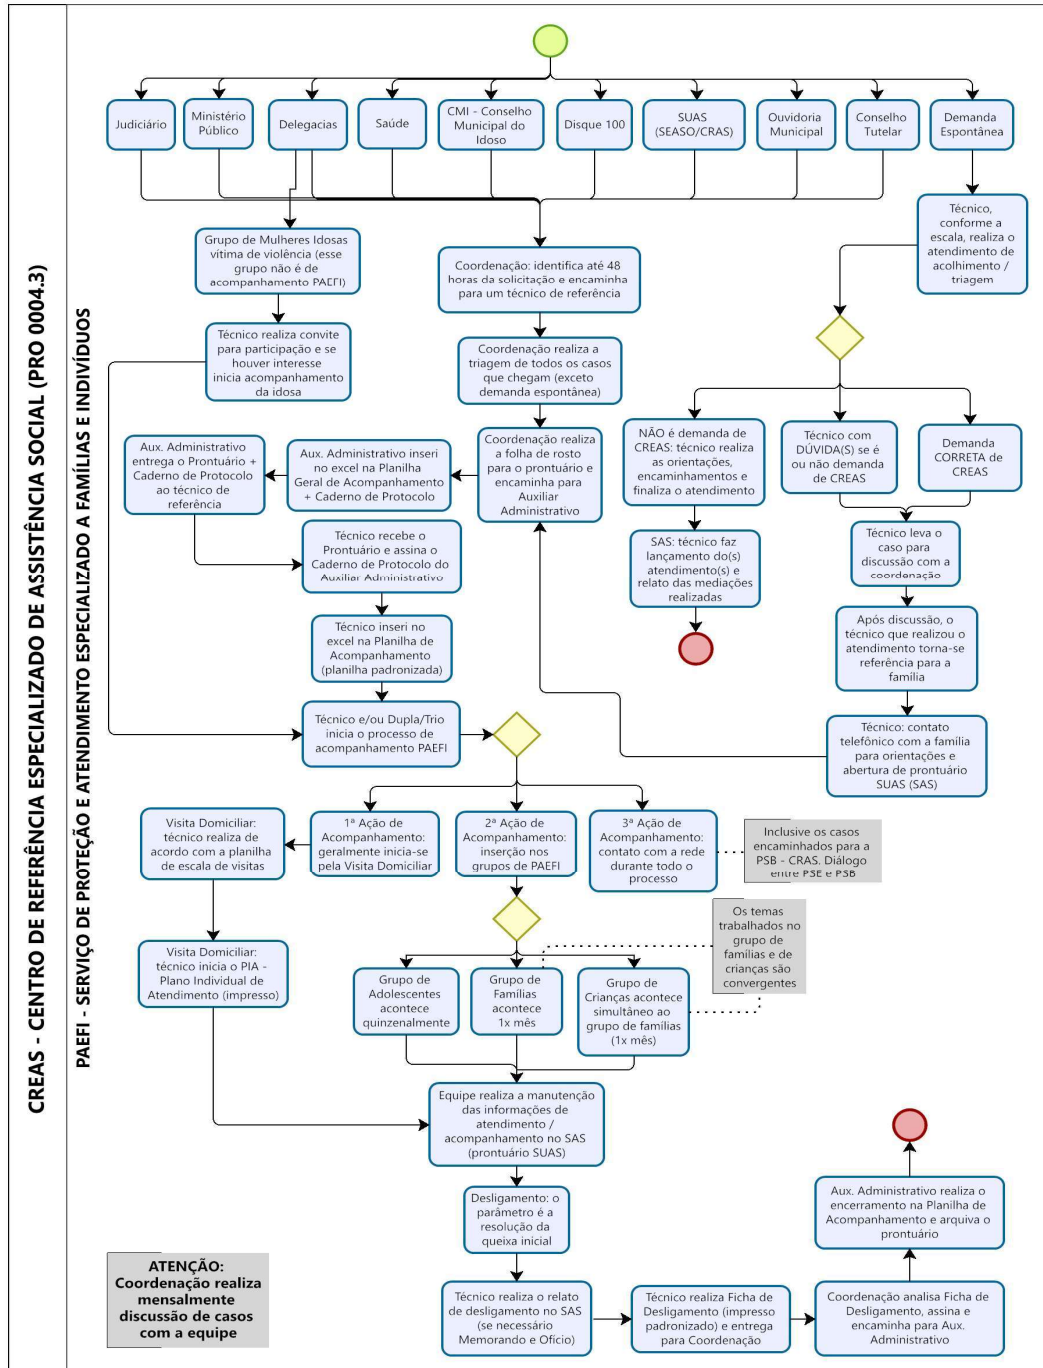 CREAS - CENTRO DE REFERÊNCIA ESPECIALIZADO DE ASSISTÊNCIA SOCIAL (PRO 0004.3)
PAEFI - SERVIÇO DE PROTEÇÃO E ATENDIMENTO ESPECIALIZADO A FAMÍLIAS E INDIVÍDUOS
Judiciário
Ministério
Público
Delegacias
Saúde
CMI - Conselho
Municipal do
Idoso
Disque 100
SUAS
(SEASO/CRAS)
Ouvidoria
Municipal
Conselho
Tutelar
Demanda
Espontânea
Grupo de Mulheres Idosas
vítima de violência (esse
grupo não é de
acompanhamento PAEFI)
Coordenação: identifica até 48
horas da solicitação e encaminha
para um técnico de referência
Técnico,
conforme a
escala, realiza o
atendimento de
acolhimento /
triagem
Técnico realiza convite
para participação e se
houver interesse
inicia acompanhamento
da idosa
Coordenação realiza a
triagem de todos os casos
que chegam (exceto
demanda espontânea)
Aux. Administrativo
entrega o Prontuário +
Caderno de Protocolo
ao técnico de
referência
Aux. Administrativo inseri
no excel na Planilha
Geral de Acompanhamento
+ Caderno de Protocolo
Coordenação realiza
a folha de rosto
para o prontuário e
encaminha para
Auxiliar
Administrativo
NÃO é demanda de
CREAS: técnico realiza
as orientações,
encaminhamentos e
finaliza o atendimento
Técnico com
DÚVIDA(S) se é
ou não demanda
de CREAS
Demanda
CORRETA de
CREAS
Técnico recebe o
Prontuário e assina o
Caderno de Protocolo do
Auxiliar Administrativo
SAS: técnico faz
lançamento do(s)
atendimento(s) e
relato das mediações
realizadas
Técnico leva o
caso para
discussão com a
coordenação
Técnico inseri no
excel na Planilha de
Acompanhamento
(planilha padronizada)
Após discussão, o
técnico que realizou o
atendimento torna-se
referência para a
família
Técnico e/ou Dupla/Trio
inicia o processo de
acompanhamento PAEFI
Técnico: contato
telefônico com a família
para orientações e
abertura de prontuário
SUAS (SAS)
Visita Domiciliar:
técnico realiza de
acordo com a planilha
de escala de visitas
1ª Ação de
Acompanhamento:
geralmente inicia-se
pela Visita Domiciliar
2ª Ação de
Acompanhamento:
inserção nos
grupos de PAEFI
3ª Ação de
Acompanhamento:
contato com a rede
durante todo o
processo
Inclusive os casos
encaminhados para a
PSB - CRAS. Diálogo
entre PSE e PSB
Os temas
trabalhados no
grupo de
famílias e de
crianças são
convergentes
Visita Domiciliar:
técnico inicia o PIA -
Plano Individual de
Atendimento (impresso)
Grupo de
Adolescentes
acontece
quinzenalmente
Grupo de
Famílias
acontece
1x mês
Grupo de
Crianças acontece
simultâneo ao
grupo de famílias
(1x mês)
Equipe realiza a manutenção
das informações de
atendimento /
acompanhamento no SAS
(prontuário SUAS)
Desligamento: o
parâmetro é a
resolução da
queixa inicial
Aux. Administrativo realiza o
encerramento na Planilha de
Acompanhamento e arquiva o
prontuário
ATENÇÃO:
Coordenação realiza
mensalmente
discussão de casos
com a equipe
Técnico realiza o relato
de desligamento no SAS
(se necessário
Memorando e Ofício)
Técnico realiza Ficha de
Desligamento (impresso
padronizado) e entrega
para Coordenação
Coordenação analisa Ficha de
Desligamento, assina e
encaminha para Aux.
Administrativo